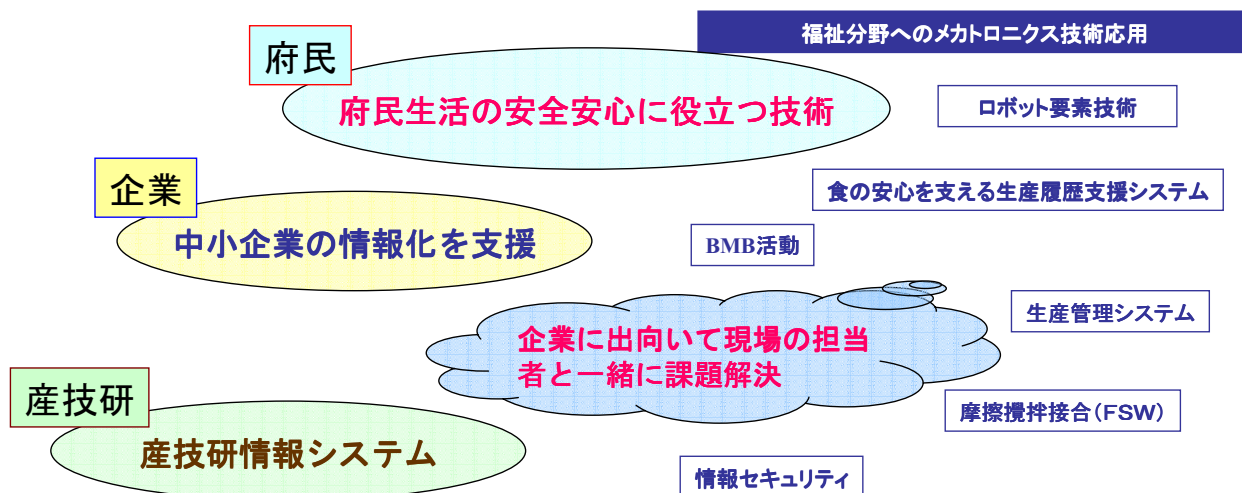 福祉分野へのメカトロニクス技術応用
府民
府民生活の安全安心に役立つ技術
ロボット要素技術
企業
食の安心を支える生産履歴支援システム
中小企業の情報化を支援
BMB活動
生産管理システム
企業に出向いて現場の担当
者と一緒に課題解決
産技研
摩擦攪拌接合(FSW)
産技研情報システム
情報セキュリティ